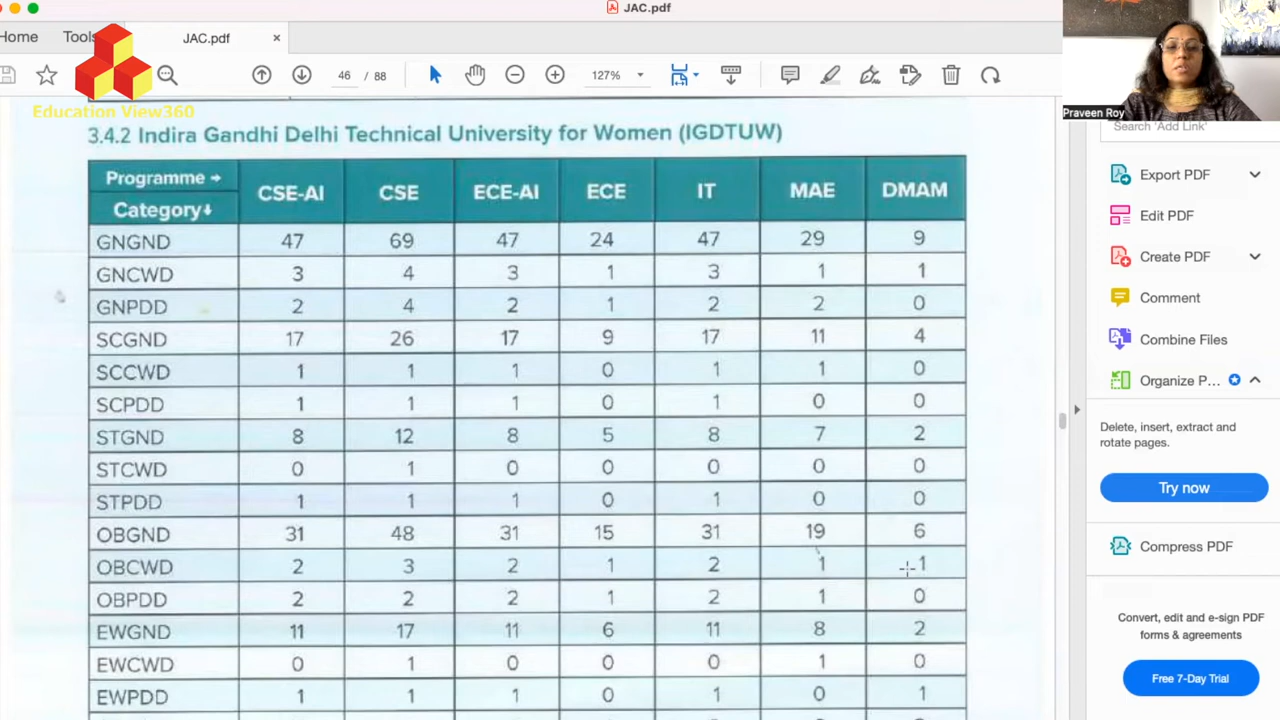 JAC.pdf
Home Tools JAC.pdf ×
46 / 88 127%
Education View360
Praveen Roy
Search 'Add Link'
3.4.2 Indira Gandhi Delhi Technical University for Women (IGDTUW)
Programme → CSE-AI CSE ECE-AI ECE IT MAE DMAM
Category↓
GNGND 47 69 47 24 47 29 9
GNCWD 3 4 3 1 3 1 1
GNPDD 2 4 2 1 2 2 0
SCGND 17 26 17 9 17 11 4
SCCWD 1 1 1 0 1 1 0
SCPDD 1 1 1 0 1 0 0
STGND 8 12 8 5 8 7 2
STCWD 0 1 0 0 0 0 0
STPDD 1 1 1 0 1 0 0
OBGND 31 48 31 15 31 19 6
OBCWD 2 3 2 1 2 1 1
OBPDD 2 2 2 1 2 1 0
EWGND 11 17 11 6 11 8 2
EWCWD 0 1 0 0 0 1 0
EWPDD 1 1 1 0 1 0 1
Export PDF
Edit PDF
Create PDF
Comment
Combine Files
Organize P...
Delete, insert, extract and
rotate pages.
Try now
Compress PDF
Convert, edit and e-sign PDF
forms & agreements
Free 7-Day Trial